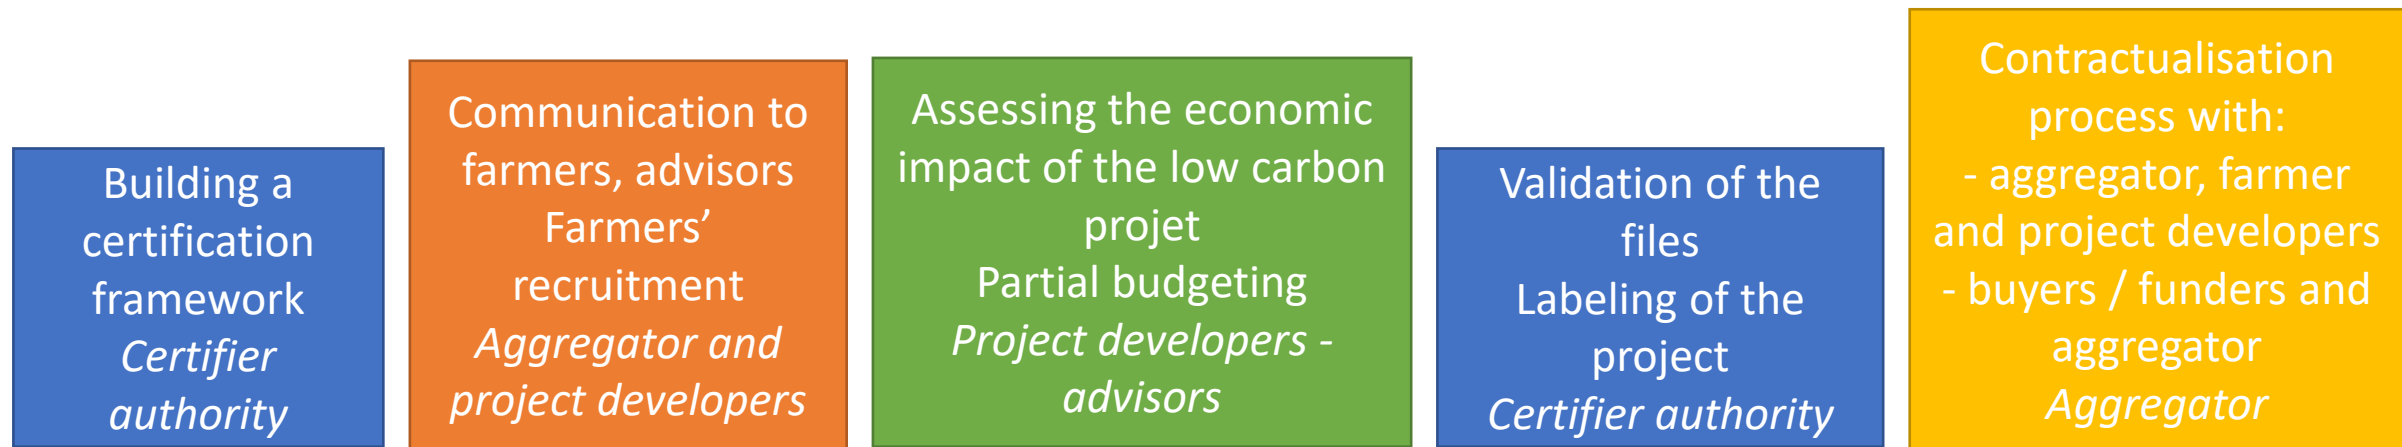 Building a
certification
framework
Certifier
authority
Communication to
farmers, advisors
Farmers’
recruitment
Aggregator and
project developers
Assessing the economic
impact of the low carbon
projet
Partial budgeting
Project developers -
advisors
Validation of the
files
Labeling of the
project
Certifier authority
Contractualisation
process with:
- aggregator, farmer
and project developers
- buyers / funders and
aggregator
Aggregator